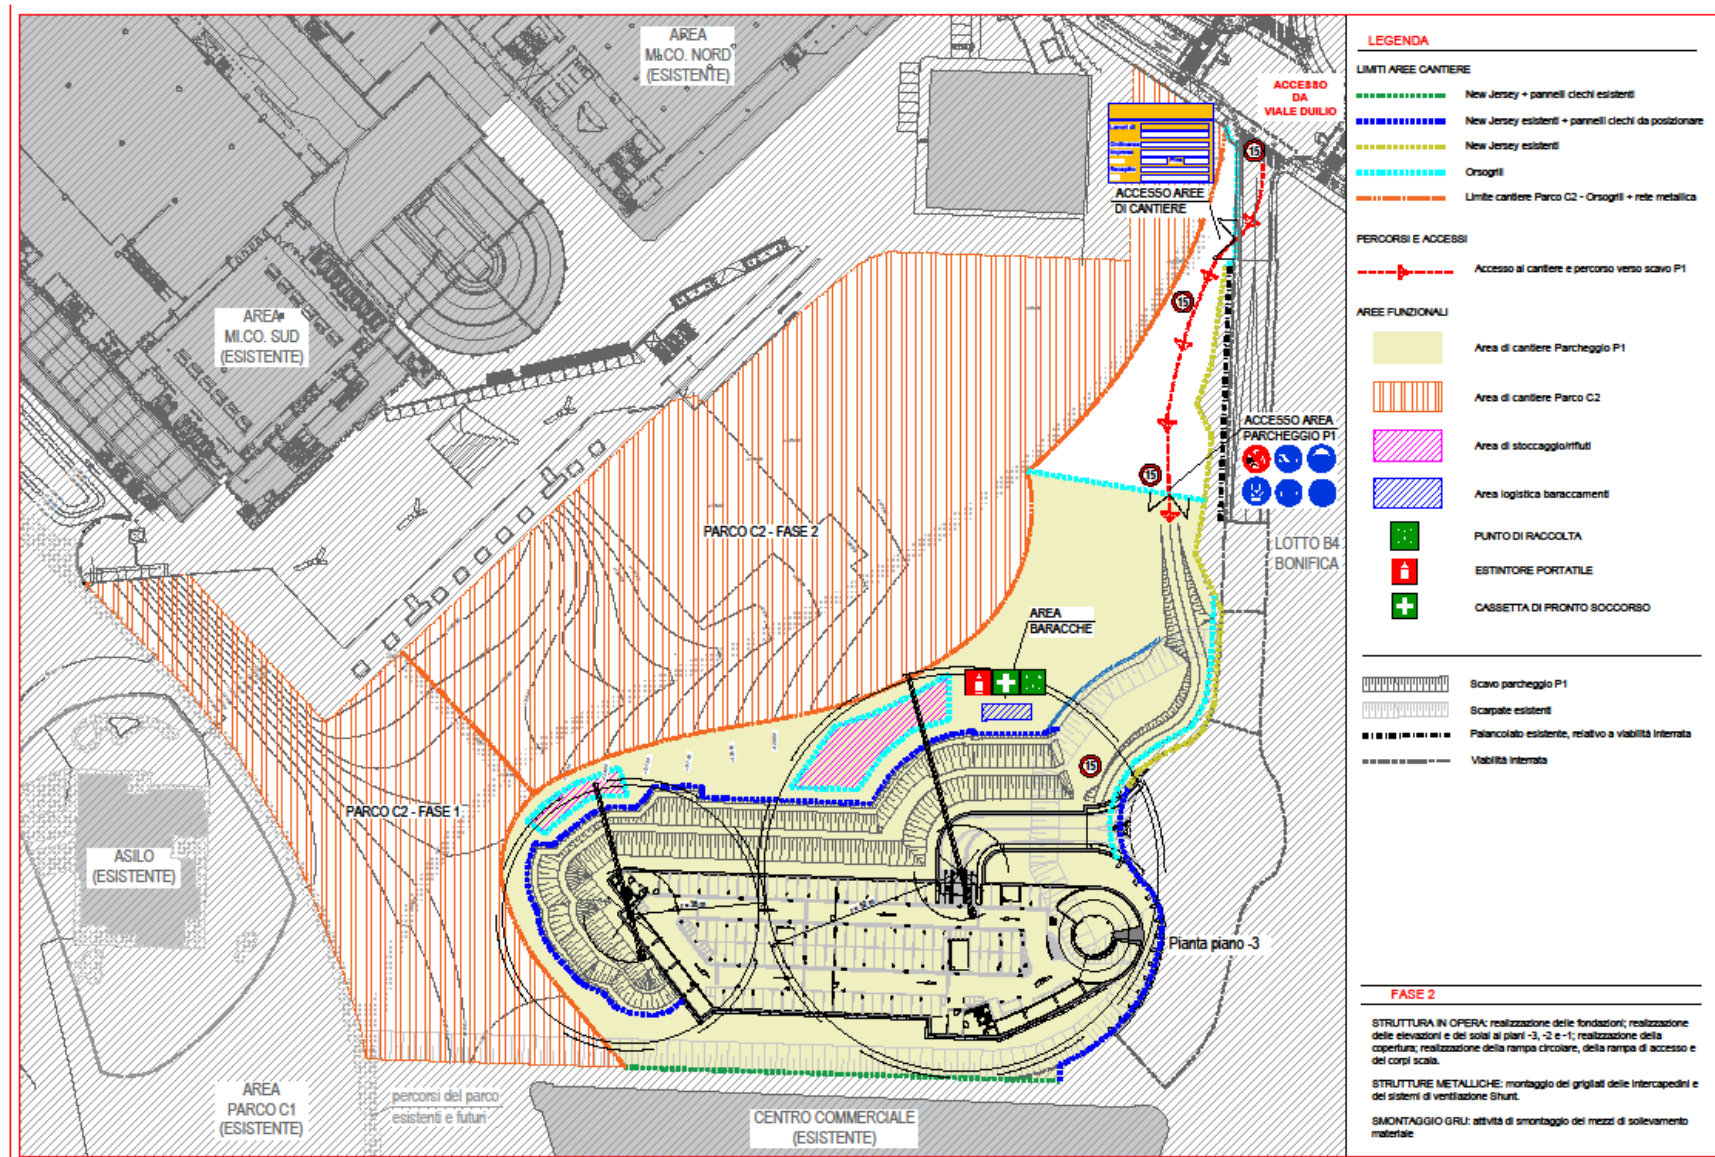 AREA
MI.CO. NORD
(ESISTENTE)
ACCESSO
DA
VIALE DUILIO
15
ACCESSO AREE
DI CANTIERE
AREA
MI.CO. SUD
(ESISTENTE)
15
ACCESSO AREA
PARCHEGGIO P1
15
PARCO C2 - FASE 2
LOTTO B4
BONIFICA
AREA
BARACCHE
15
PARCO C2 - FASE 1
ASILO
(ESISTENTE)
Pianta piano -3
AREA
PARCO C1
(ESISTENTE)
percorsi del parco
esistenti e futuri
CENTRO COMMERCIALE
(ESISTENTE)
LEGENDA
LIMITI AREE CANTIERE
New Jersey + pannelli ciechi esistenti
New Jersey esistenti + pannelli ciechi da posizionare
New Jersey esistenti
Orsogrill
Limite cantiere Parco C2 - Orsogrill + rete metallica
PERCORSI E ACCESSI
Accesso al cantiere e percorso verso scavo P1
AREE FUNZIONALI
Area di cantiere Parcheggio P1
Area di cantiere Parco C2
Area di stoccaggio/rifiuti
Area logistica baraccamenti
PUNTO DI RACCOLTA
ESTINTORE PORTATILE
CASSETTA DI PRONTO SOCCORSO
Scavo parcheggio P1
Scarpate esistenti
Palancolato esistente, relativo a viabilità interrata
Viabilità interrata
FASE 2
STRUTTURA IN OPERA: realizzazione delle fondazioni; realizzazione
delle elevazioni e dei solai ai piani -3, -2 e -1; realizzazione della
copertura; realizzazione della rampa circolare, della rampa di accesso e
dei corpi scala.
STRUTTURE METALLICHE: montaggio dei grigliati delle intercapedini e
dei sistemi di ventilazione Shunt.
SMONTAGGIO GRU: attività di smontaggio dei mezzi di sollevamento
materiale